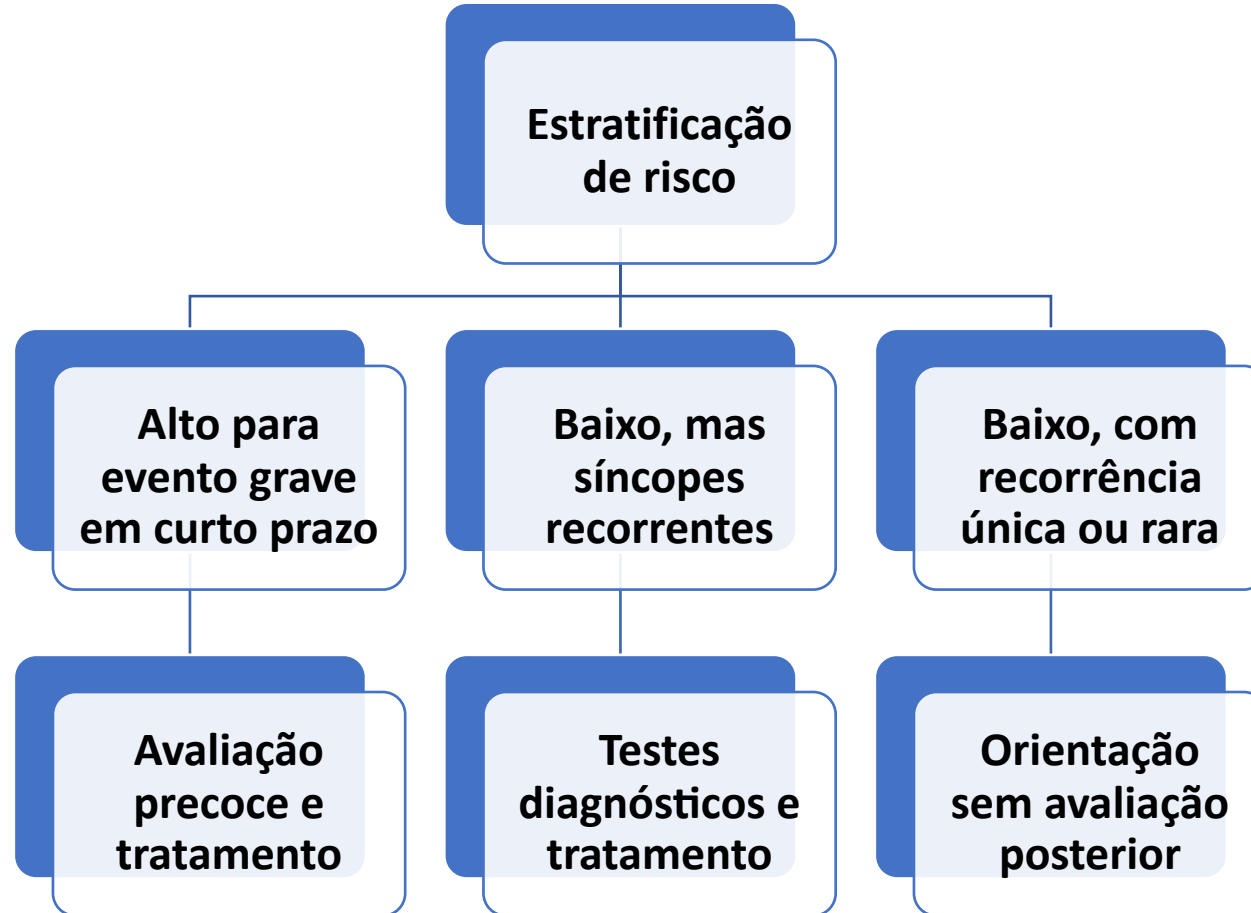 Estratificação
de risco
Alto para
evento grave
em curto prazo
Baixo, mas
síncopes
recorrentes
Baixo, com
recorrência
única ou rara
Avaliação
precoce e
tratamento
Testes
diagnósticos e
tratamento
Orientação
sem avaliação
posterior